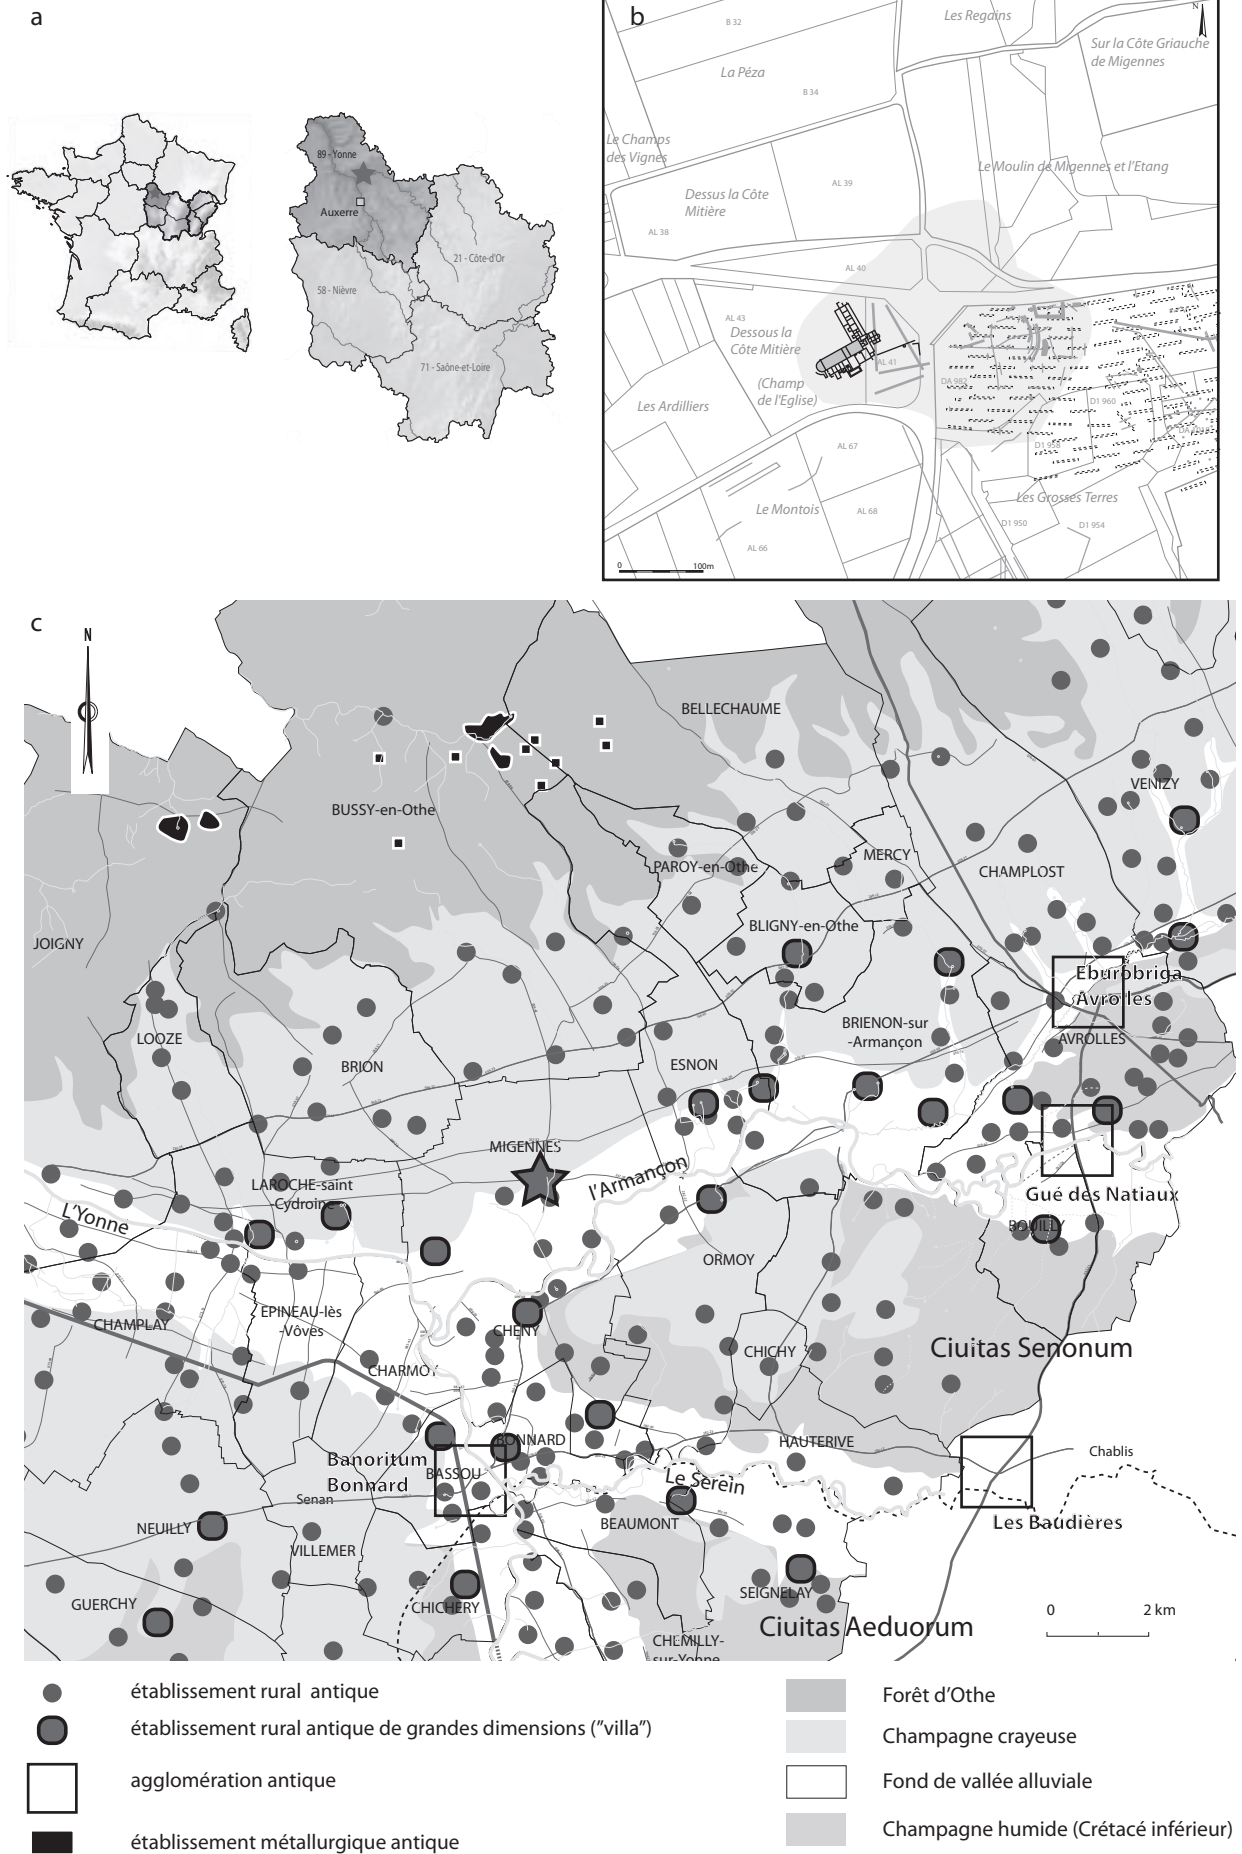 a
89 - Yonne
Auxerre
21 - Côte-d'Or
58 - Nièvre
71 - Saône-et-Loire
b
N
B 32
Les Regains
Sur la Côte Griauche
de Migennes
La Péza
B 34
Le Champs
des Vignes
Le Moulin de Migennes et l'Etang
AL 39
Dessus la Côte
Mitière
AL 38
AL 40
AL 43
Dessous la
Côte Mitière
AL 41
(Champ
de l'Eglise)
DA 982
D1 960
Les Ardilliers
AL 67
D1 958
Les Grosses Terres
Le Montois
AL 68
D1 950
D1 954
AL 66
0
100m
c
N
BELLECHAUME
VENIZY
BUSSY-en-Othe
MERCY
PAROY-en-Othe
CHAMPLOST
BLIGNY-en-Othe
JOIGNY
Eburobriga
Avrolles
BRIENON-sur
-Armançon
LOOZE
AVROLLES
BRION
ESNON
MIGENNES
l'Armançon
LAROCHE-saint
-Cydroine
Gué des Natiaux
L'Yonne
ROUILLY
ORMOY
EPINEAU-lès
-Vôves
CHAMPLAY
CHENY
Ciuitas Senonum
CHICHY
CHARMOY
BONNARD
HAUTERIVE
Chablis
Banoritum
Bonnard
BASSOU
Le Serein
Senan
Les Baudières
NEUILLY
BEAUMONT
VILLEMER
SEIGNELAY
GUERCHY
CHICHERY
Ciuitas Aeduorum
0
2 km
CHEMILLY-
sur-Yonne
établissement rural antique
établissement rural antique de grandes dimensions ("villa")
agglomération antique
établissement métallurgique antique
Forêt d'Othe
Champagne crayeuse
Fond de vallée alluviale
Champagne humide (Crétacé inférieur)